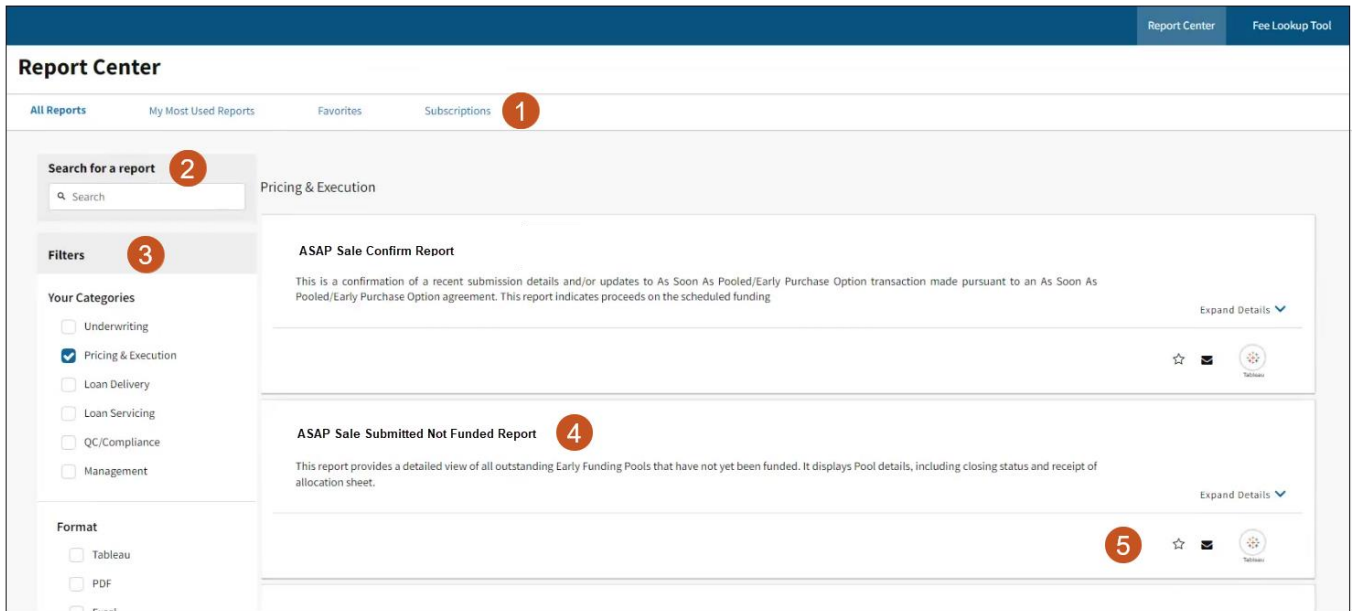 Report Center
Fee Lookup Tool
Report Center
All Reports
My Most Used Reports
Favorites
Subscriptions
1
Search for a report
2
Search
Filters
3
Your Categories
Underwriting
Pricing & Execution
Loan Delivery
Loan Servicing
QC/Compliance
Management
Format
Tableau
PDF
Pricing & Execution
ASAP Sale Confirm Report
This is a confirmation of a recent submission details and/or updates to As Soon As Pooled/Early Purchase Option transaction made pursuant to an As Soon As
Pooled/Early Purchase Option agreement. This report indicates proceeds on the scheduled funding
Expand Details
Tableau
ASAP Sale Submitted Not Funded Report
4
This report provides a detailed view of all outstanding Early Funding Pools that have not yet been funded. It displays Pool details, including closing status and receipt of
allocation sheet.
Expand Details
5
Tableau